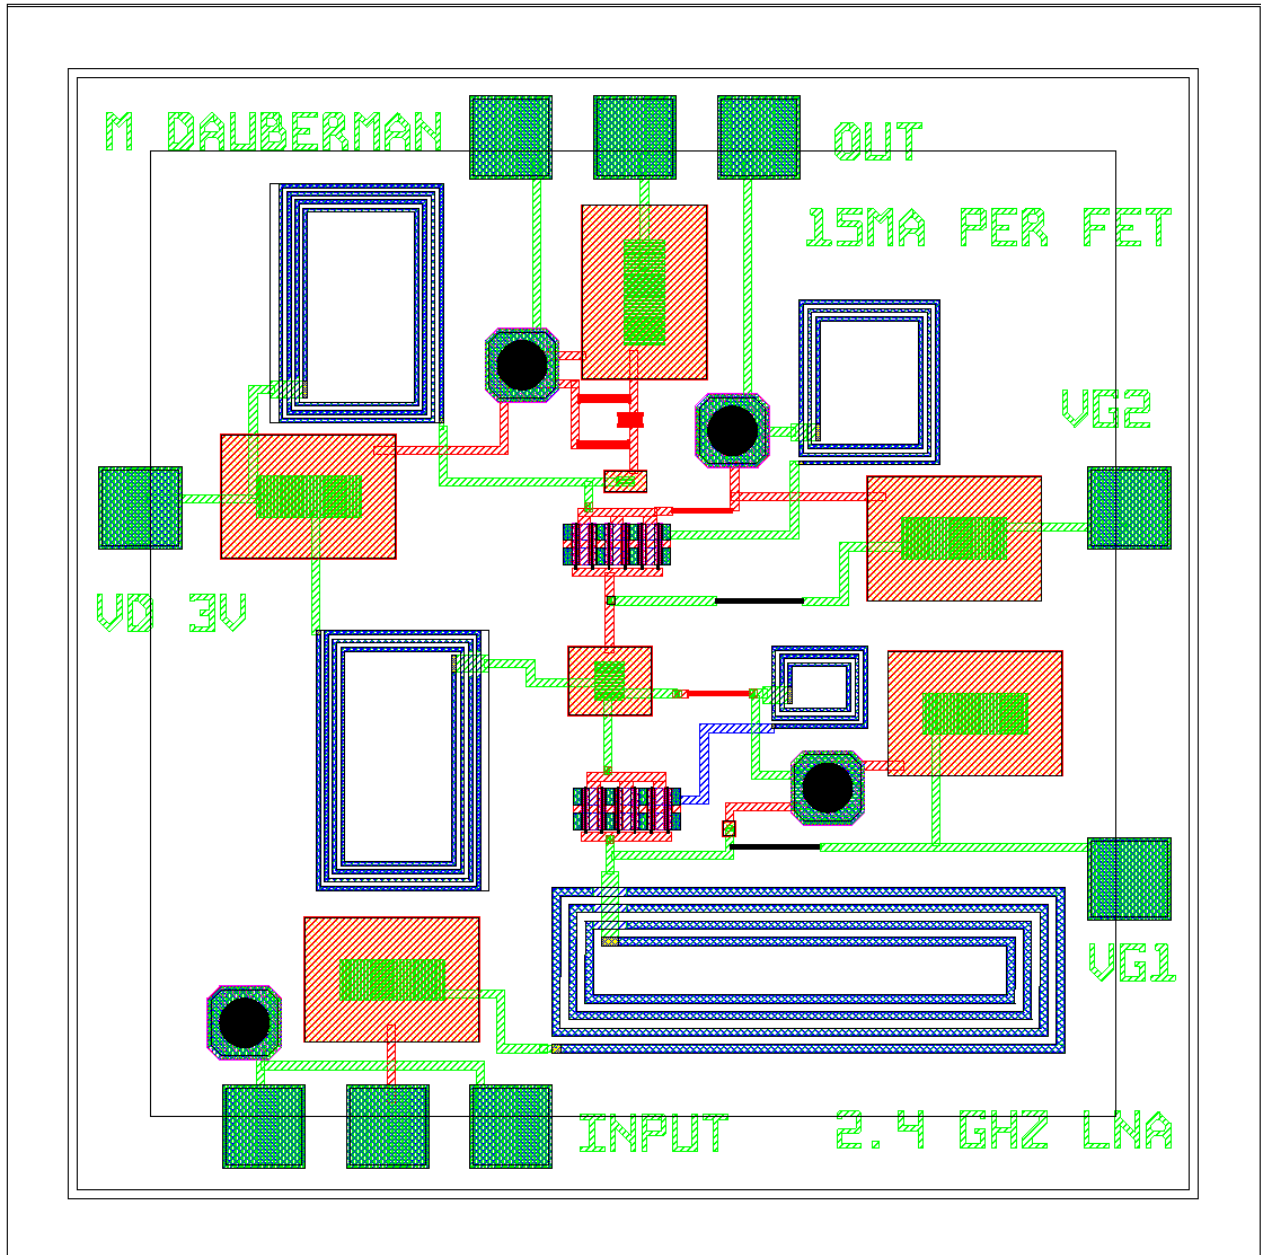 M DAUBERMAN
OUT
15MA PER FET
VG2
VD 3V
VG1
INPUT
2.4 GHZ LNA